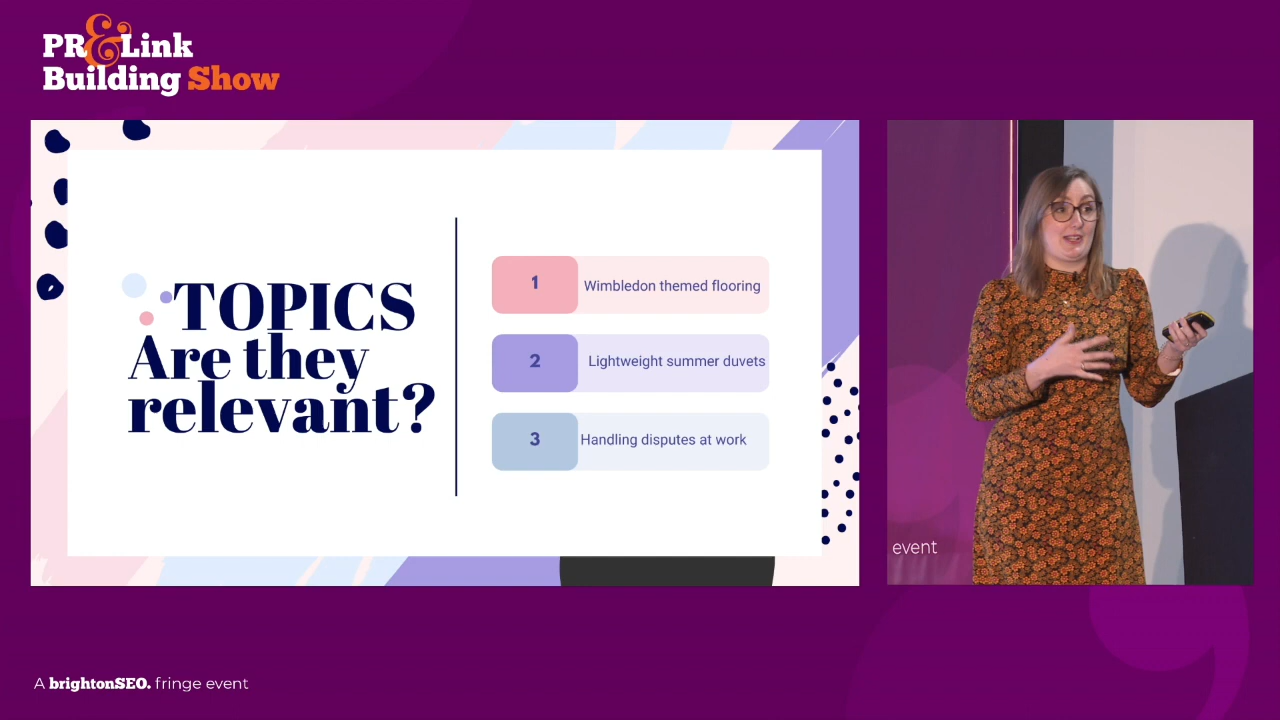 PR & Link
Building Show
TOPICS
Are they
relevant?
1 Wimbledon themed flooring
2 Lightweight summer duvets
3 Handling disputes at work
event
A brightonSEO. fringe event